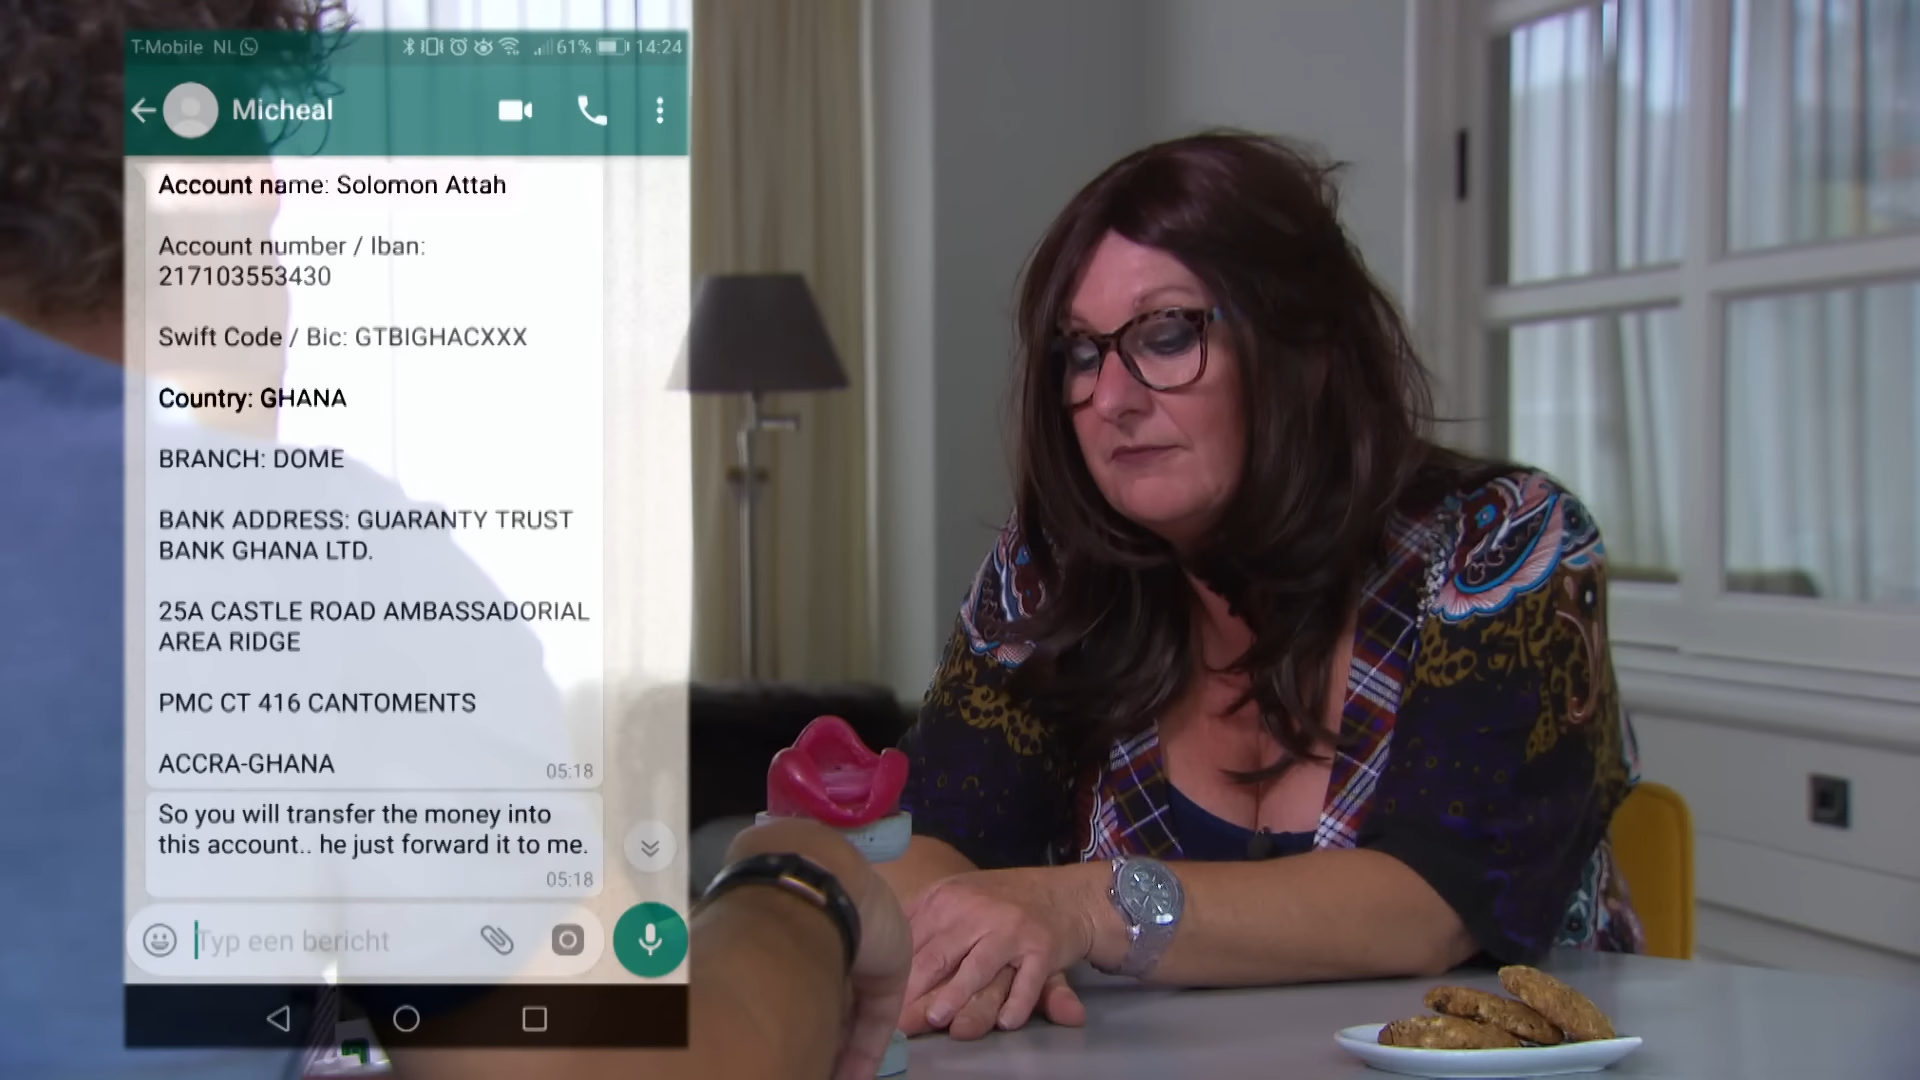 T-Mobile NL 61% 14:24
Micheal
Account name: Solomon Attah
Account number / Iban:
217103553430
Swift Code / Bic: GTBIGHACXXX
Country: GHANA
BRANCH: DOME
BANK ADDRESS: GUARANTY TRUST
BANK GHANA LTD.
25A CASTLE ROAD AMBASSADORIAL
AREA RIDGE
PMC CT 416 CANTOMENTS
ACCRA-GHANA
05:18
So you will transfer the money into
this account.. he just forward it to me.
05:18
Typ een bericht